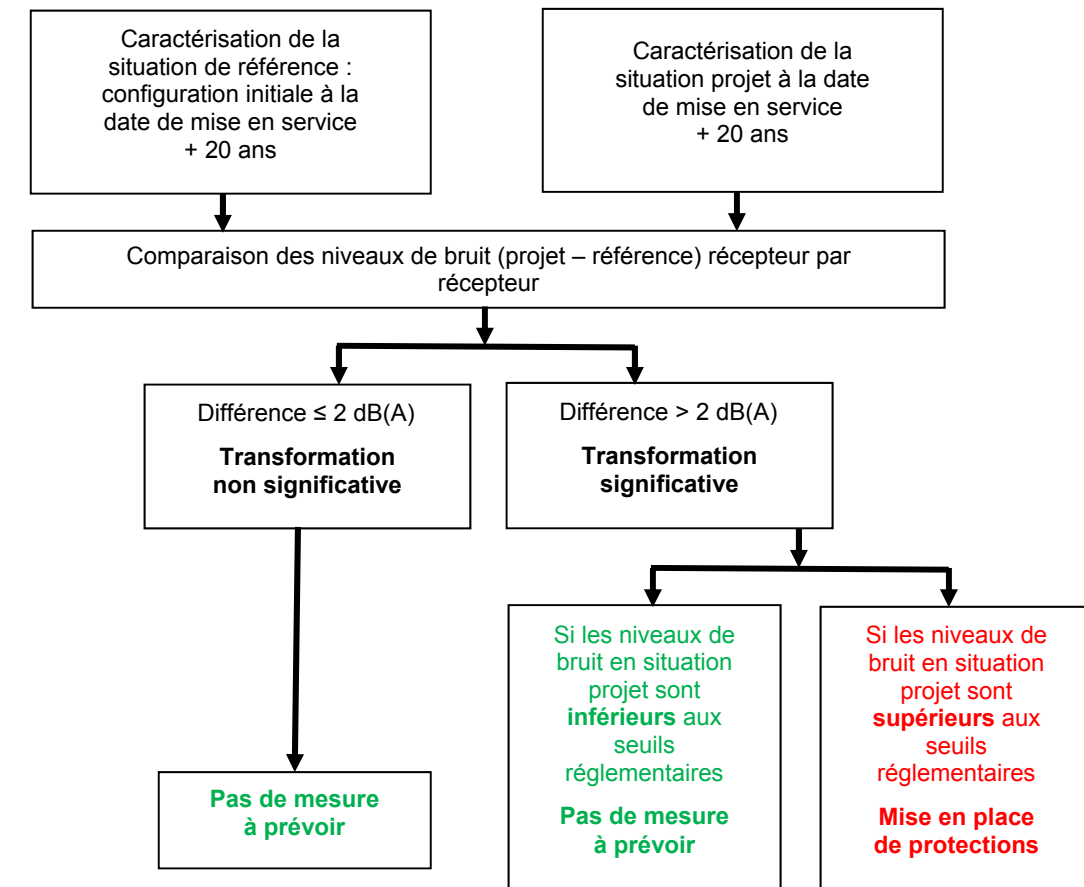 Caractérisation de la
situation de référence :
configuration initiale à la
date de mise en service
+ 20 ans
Caractérisation de la
situation projet à la date
de mise en service
+ 20 ans
Comparaison des niveaux de bruit (projet – référence) récepteur par
récepteur
Différence ≤ 2 dB(A)
Transformation
non significative
Différence > 2 dB(A)
Transformation
significative
Pas de mesure
à prévoir
Si les niveaux de
bruit en situation
projet sont
inférieurs aux
seuils
réglementaires
Pas de mesure
à prévoir
Si les niveaux de
bruit en situation
projet sont
supérieurs aux
seuils
réglementaires
Mise en place
de protections